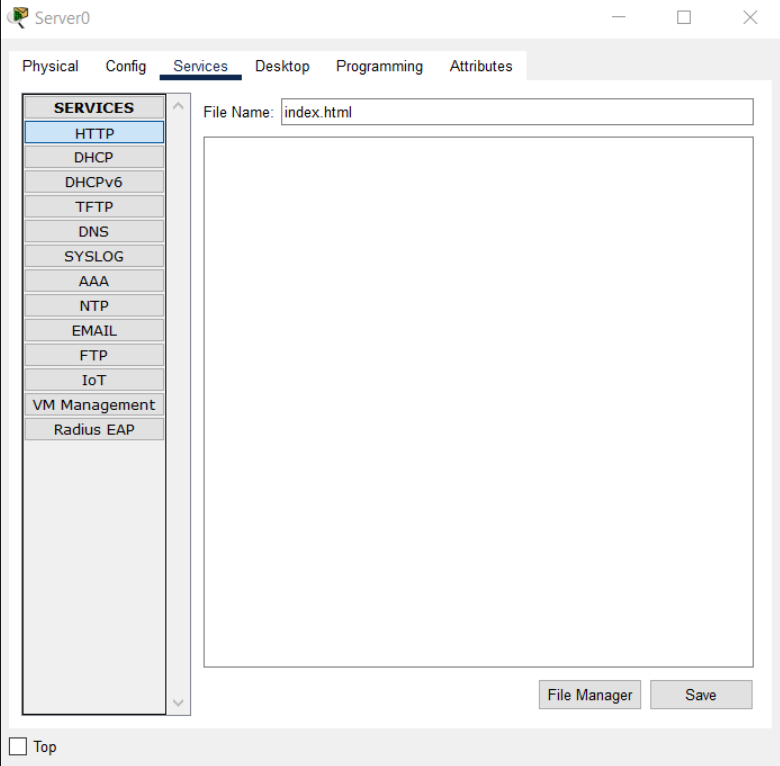 Server0
Physical Config Services Desktop Programming Attributes
SERVICES
HTTP
DHCP
DHCPv6
TFTP
DNS
SYSLOG
AAA
NTP
EMAIL
FTP
IoT
VM Management
Radius EAP
File Name: index.html
File Manager Save
Top